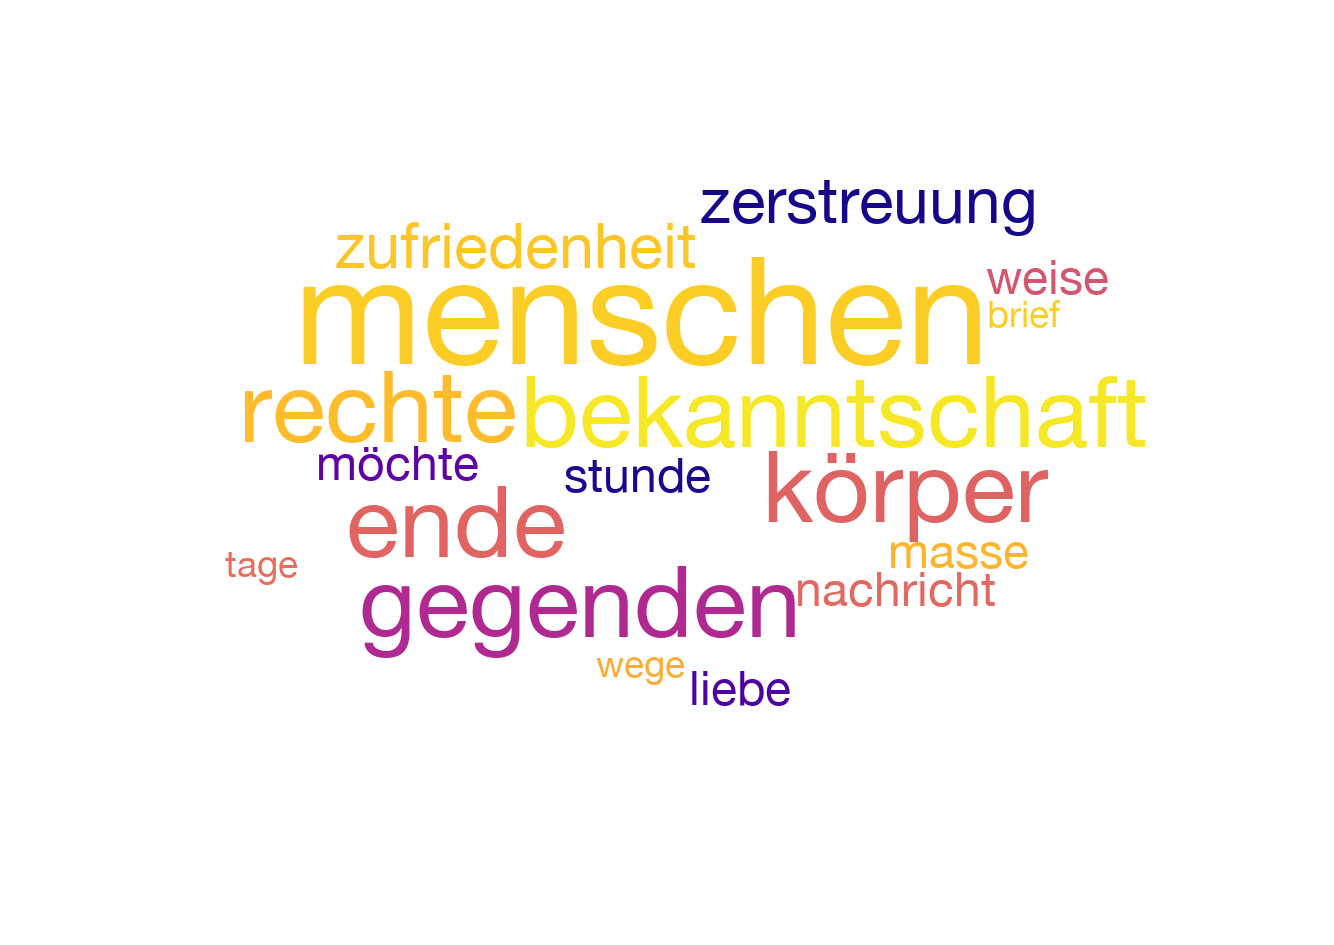 zerstreuung
zufriedenheit
weise
menschen
brief
rechte
bekanntschaft
möchte
stunde
körper
ende
masse
tage
nachricht
gegenden
wege
liebe